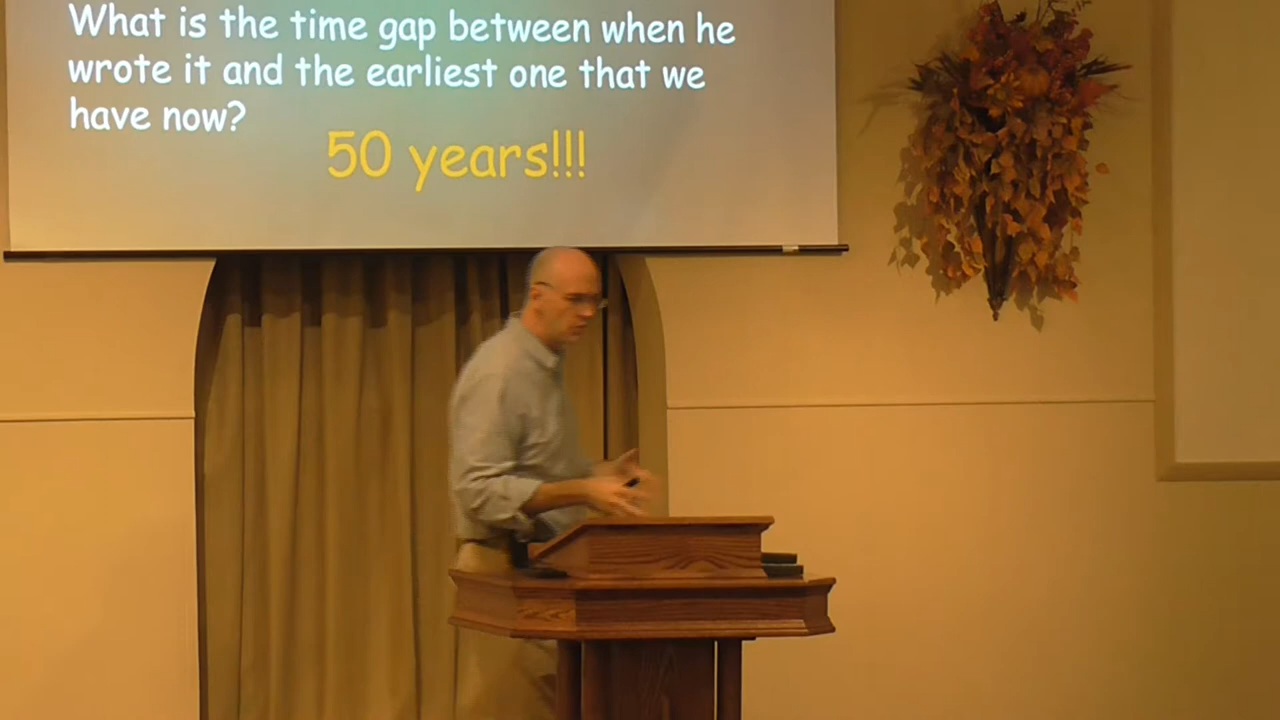 What is the time gap between when he
wrote it and the earliest one that we
have now?
50 years!!!